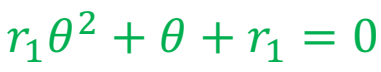 r₁θ² + θ + r₁ = 0